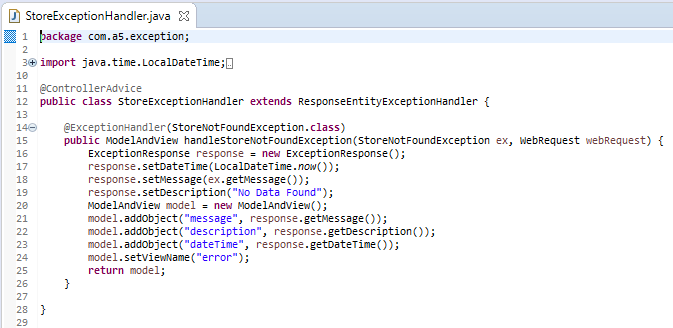 StoreExceptionHandler.java
1 package com.a5.exception;
2
3 import java.time.LocalDateTime;
10
11 @ControllerAdvice
12 public class StoreExceptionHandler extends ResponseEntityExceptionHandler {
13
14 @ExceptionHandler(StoreNotFoundException.class)
15 public ModelAndView handleStoreNotFoundException(StoreNotFoundException ex, WebRequest webRequest) {
16 ExceptionResponse response = new ExceptionResponse();
17 response.setDateTime(LocalDateTime.now());
18 response.setMessage(ex.getMessage());
19 response.setDescription("No Data Found");
20 ModelAndView model = new ModelAndView();
21 model.addObject("message", response.getMessage());
22 model.addObject("description", response.getDescription());
23 model.addObject("dateTime", response.getDateTime());
24 model.setViewName("error");
25 return model;
26 }
27
28 }
29